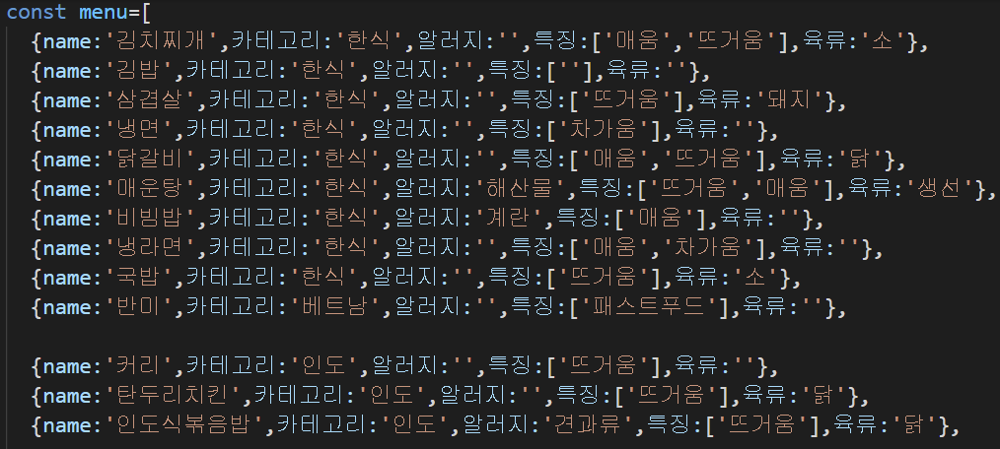 const menu=[
{name:'김치찌개',카테고리:'한식',알러지:'',특징:['매움','뜨거움'],육류:'소'},
{name:'김밥',카테고리:'한식',알러지:'',특징:[''],육류:''},
{name:'삼겹살',카테고리:'한식',알러지:'',특징:['뜨거움'],육류:'돼지'},
{name:'냉면',카테고리:'한식',알러지:'',특징:['차가움'],육류:''},
{name:'닭갈비',카테고리:'한식',알러지:'',특징:['매움','뜨거움'],육류:'닭'},
{name:'매운탕',카테고리:'한식',알러지:'해산물',특징:['뜨거움','매움'],육류:'생선'},
{name:'비빔밥',카테고리:'한식',알러지:'계란',특징:['매움'],육류:''},
{name:'냉라면',카테고리:'한식',알러지:'',특징:['매움','차가움'],육류:''},
{name:'국밥',카테고리:'한식',알러지:'',특징:['뜨거움'],육류:'소'},
{name:'반미',카테고리:'베트남',알러지:'',특징:['패스트푸드'],육류:''},
{name:'커리',카테고리:'인도',알러지:'',특징:['뜨거움'],육류:''},
{name:'탄두리치킨',카테고리:'인도',알러지:'',특징:['뜨거움'],육류:'닭'},
{name:'인도식볶음밥',카테고리:'인도',알러지:'견과류',특징:['뜨거움'],육류:'닭'},